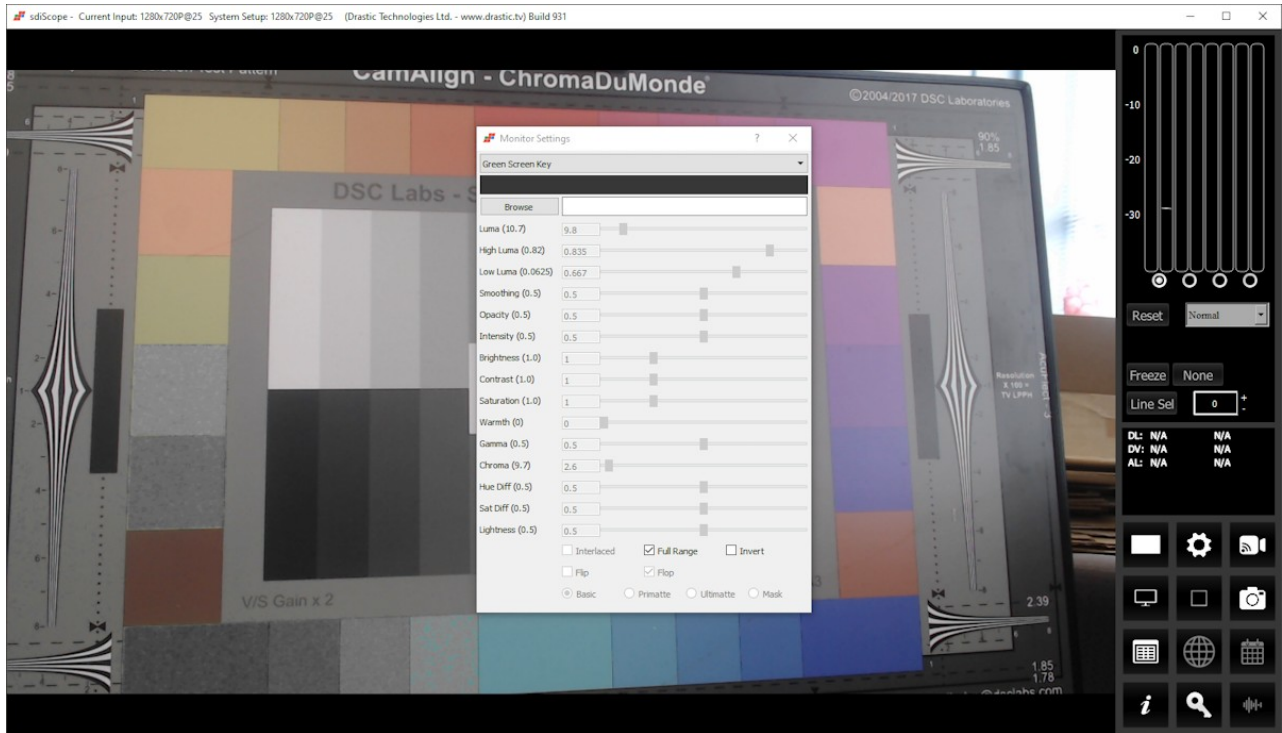 sdiScope - Current Input: 1280x720P@25 System Setup: 1280x720P@25 (Drastic Technologies Ltd. - www.drastic.tv) Build 931
CamAlign - ChromaDuMonde
©2004/2017 DSC Laboratories
90%
1.85
DSC Labs - S
V/S Gain x 2
Resolution
X 100 =
TV LPPH
2.39
1.85
1.78
Monitor Settings
Green Screen Key
Browse
Luma (10.7) 9.8
High Luma (0.82) 0.835
Low Luma (0.0625) 0.667
Smoothing (0.5) 0.5
Opacity (0.5) 0.5
Intensity (0.5) 0.5
Brightness (1.0) 1
Contrast (1.0) 1
Saturation (1.0) 1
Warmth (0) 0
Gamma (0.5) 0.5
Chroma (9.7) 2.6
Hue Diff (0.5) 0.5
Sat Diff (0.5) 0.5
Lightness (0.5) 0.5
Interlaced Full Range Invert
Flip Flop
Basic Primatte Ultimatte Mask
0
-10
-20
-30
Reset Normal
Freeze None
Line Sel 0 + -
DL: N/A N/A
DV: N/A N/A
AL: N/A N/A